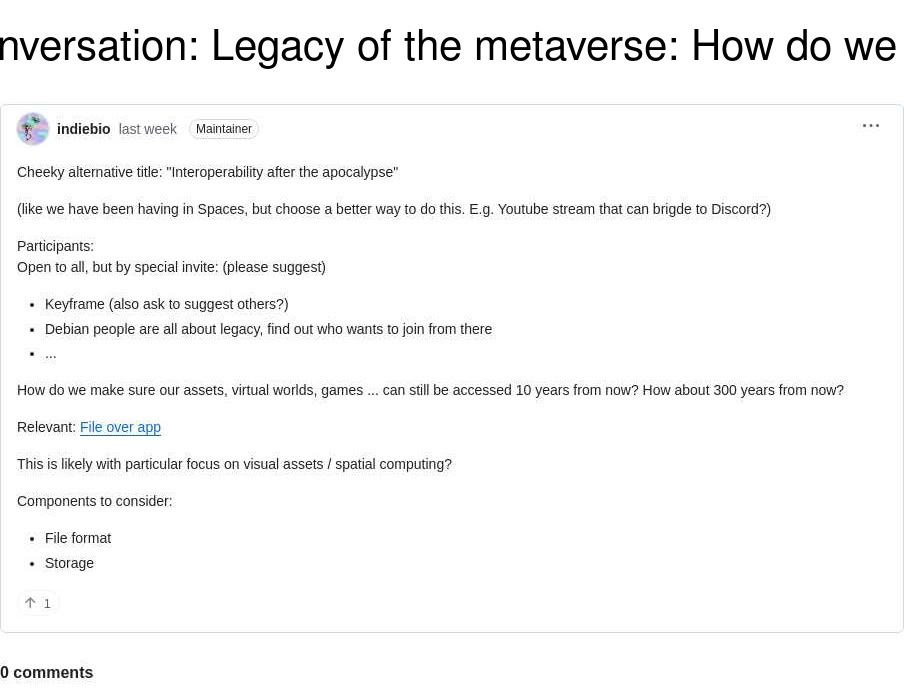 nversation: Legacy of the metaverse: How do we
indiebio last week Maintainer
Cheeky alternative title: "Interoperability after the apocalypse"
(like we have been having in Spaces, but choose a better way to do this. E.g. Youtube stream that can brigde to Discord?)
Participants:
Open to all, but by special invite: (please suggest)
• Keyframe (also ask to suggest others?)
• Debian people are all about legacy, find out who wants to join from there
• ...
How do we make sure our assets, virtual worlds, games ... can still be accessed 10 years from now? How about 300 years from now?
Relevant: File over app
This is likely with particular focus on visual assets / spatial computing?
Components to consider:
• File format
• Storage
↑ 1
0 comments